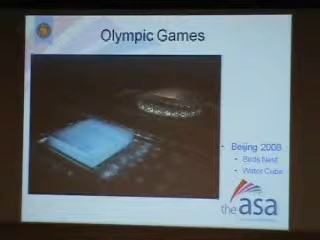 Olympic Games
Beijing 2008
Birds Nest
Water Cube
the asa